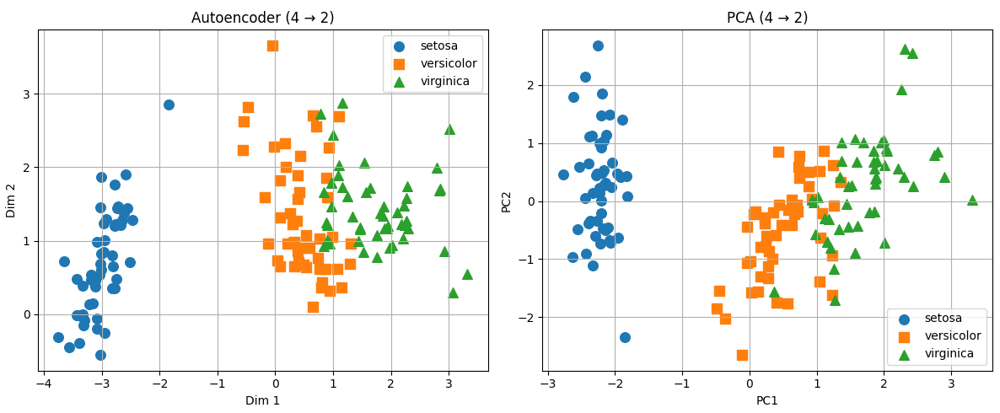 Autoencoder (4 → 2)
setosa
versicolor
virginica
Dim 2
3
2
1
0
−4
−3
−2
−1
0
1
2
3
Dim 1
PCA (4 → 2)
PC2
2
1
0
−1
−2
setosa
versicolor
virginica
−3
−2
−1
0
1
2
3
PC1